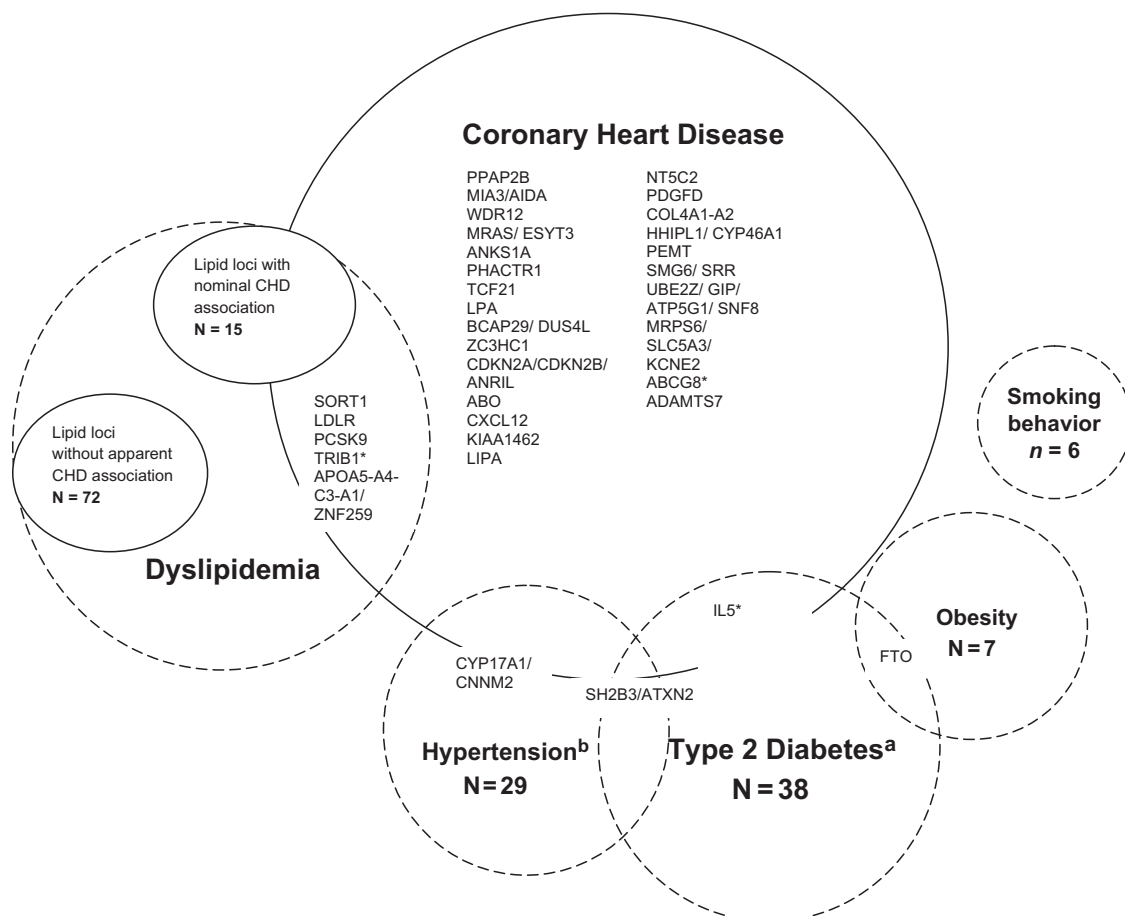 Coronary Heart Disease
PPAP2B
MIA3/AIDA
WDR12
MRAS/ ESYT3
ANKS1A
PHACTR1
TCF21
LPA
BCAP29/ DUS4L
ZC3HC1
CDKN2A/CDKN2B/
ANRIL
ABO
CXCL12
KIAA1462
LIPA
NT5C2
PDGFD
COL4A1-A2
HHIPL1/ CYP46A1
PEMT
SMG6/ SRR
UBE2Z/ GIP/
ATP5G1/ SNF8
MRPS6/
SLC5A3/
KCNE2
ABCG8*
ADAMTS7
Lipid loci with
nominal CHD
association
N = 15
Lipid loci
without apparent
CHD association
N = 72
SORT1
LDLR
PCSK9
TRIB1*
APOA5-A4-
C3-A1/
ZNF259
Dyslipidemia
Smoking
behavior
n = 6
Obesity
N = 7
FTO
IL5*
CYP17A1/
CNNM2
SH2B3/ATXN2
Hypertensionᵇ
N = 29
Type 2 Diabetesᵃ
N = 38